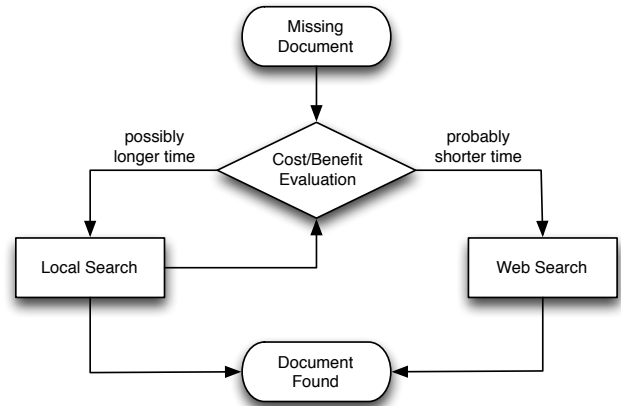 Missing
Document
possibly
longer time
Cost/Benefit
Evaluation
probably
shorter time
Local Search
Web Search
Document
Found